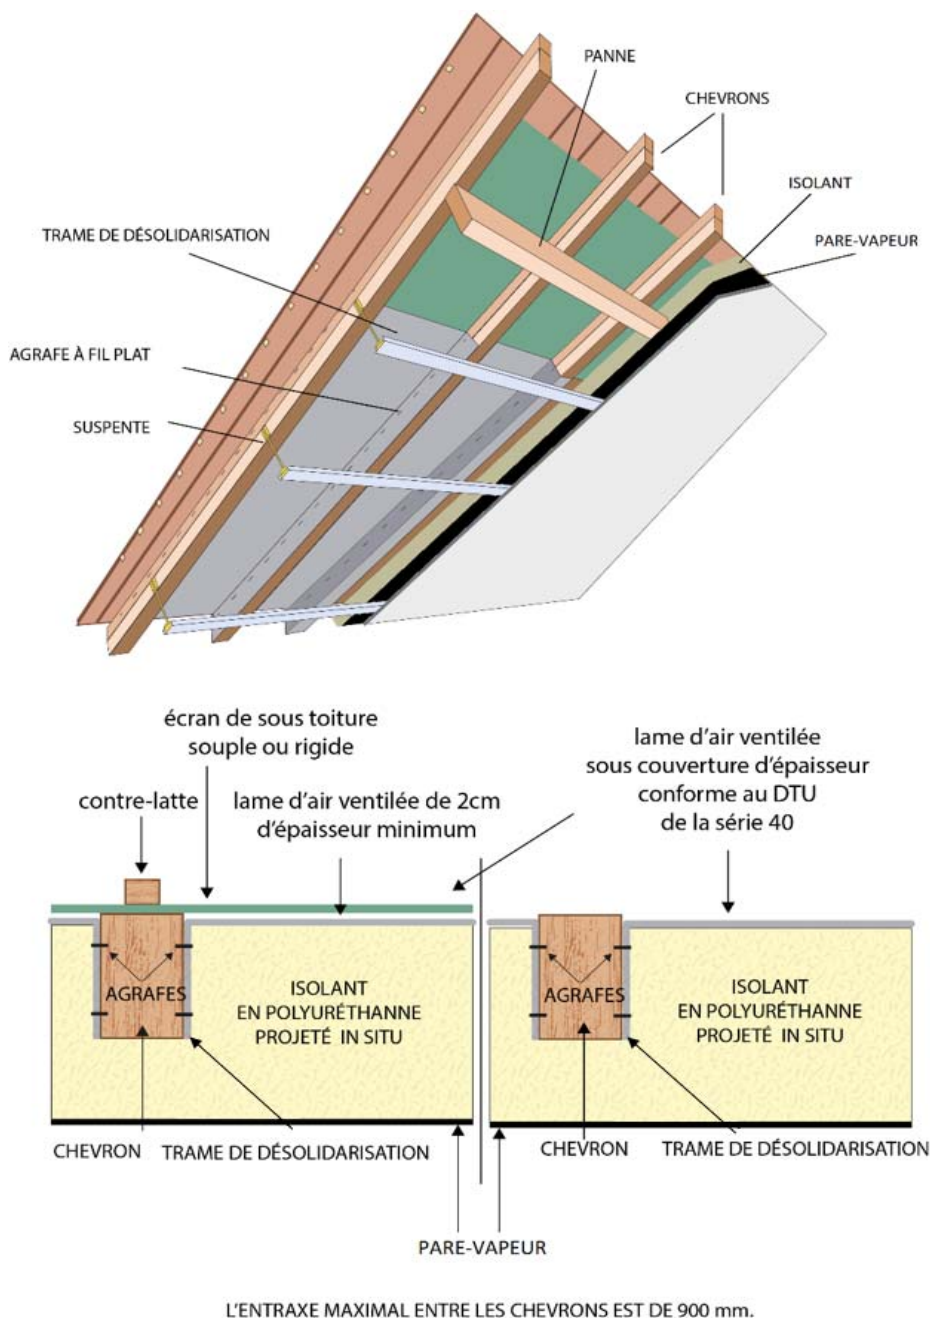 PANNE
CHEVRONS
ISOLANT
TRAME DE DÉSOLIDARISATION
PARE-VAPEUR
AGRAFE À FIL PLAT
SUSPENTE
écran de sous toiture
souple ou rigide
lame d'air ventilée
sous couverture d'épaisseur
conforme au DTU
de la série 40
contre-latte
lame d'air ventilée de 2cm
d'épaisseur minimum
AGRAFES
ISOLANT
EN POLYURÉTHANNE
PROJETÉ IN SITU
AGRAFES
ISOLANT
EN POLYURÉTHANNE
PROJETÉ IN SITU
CHEVRON
TRAME DE DÉSOLIDARISATION
CHEVRON
TRAME DE DÉSOLIDARISATION
PARE-VAPEUR
L'ENTRAXE MAXIMAL ENTRE LES CHEVRONS EST DE 900 mm.